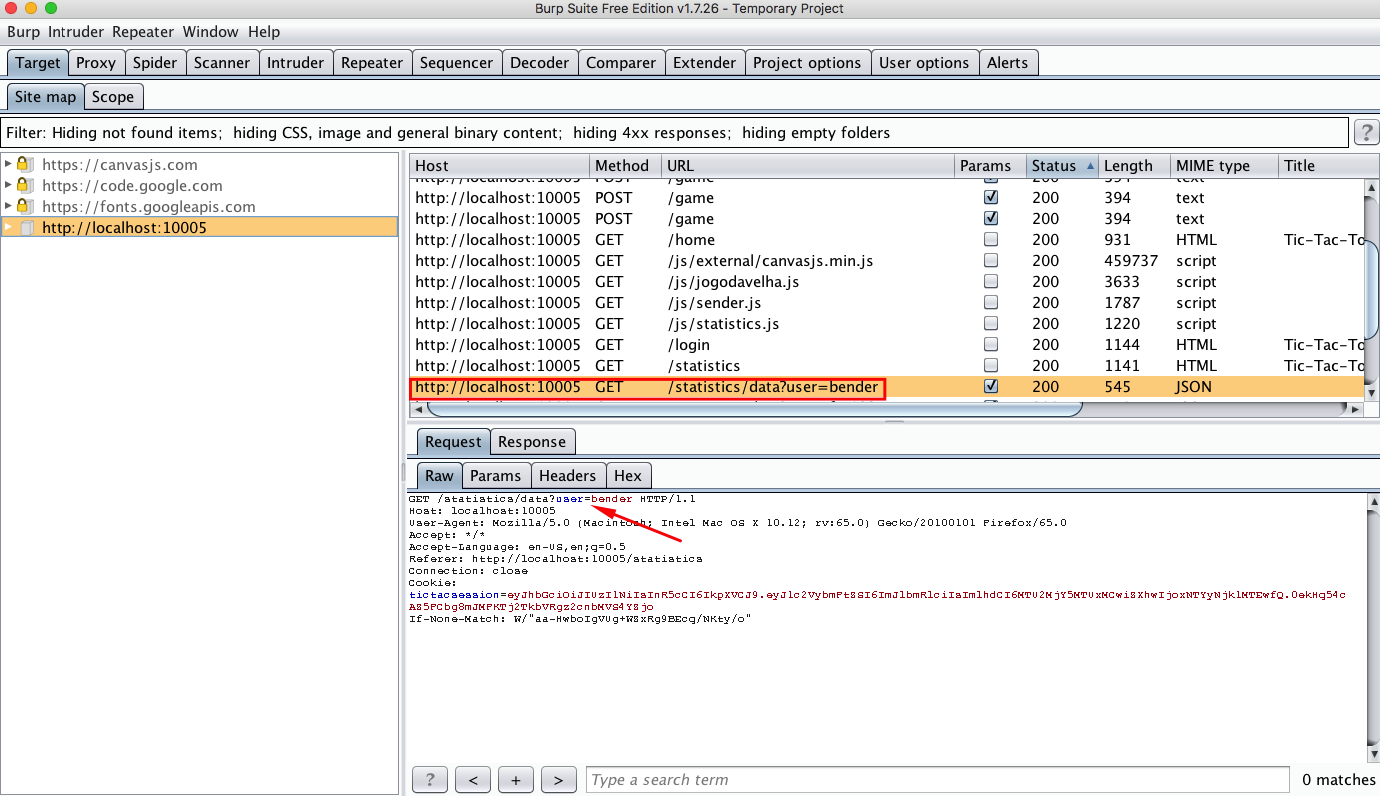 Burp Suite Free Edition v1.7.26 - Temporary Project
Burp Intruder Repeater Window Help
Target Proxy Spider Scanner Intruder Repeater Sequencer Decoder Comparer Extender Project options User options Alerts
Site map Scope
Filter: Hiding not found items; hiding CSS, image and general binary content; hiding 4xx responses; hiding empty folders ?
https://canvasjs.com
https://code.google.com
https://fonts.googleapis.com
http://localhost:10005
Host Method URL Params Status Length MIME type Title
http://localhost:10005 POST /game 200 394 text
http://localhost:10005 POST /game 200 394 text
http://localhost:10005 POST /game 200 394 text
http://localhost:10005 GET /home 200 931 HTML Tic-Tac-To
http://localhost:10005 GET /js/external/canvasjs.min.js 200 459737 script
http://localhost:10005 GET /js/jogodavelha.js 200 3633 script
http://localhost:10005 GET /js/sender.js 200 1787 script
http://localhost:10005 GET /js/statistics.js 200 1220 script
http://localhost:10005 GET /login 200 1144 HTML Tic-Tac-To
http://localhost:10005 GET /statistics 200 1141 HTML Tic-Tac-To
http://localhost:10005 GET /statistics/data?user=bender 200 545 JSON
Request Response
Raw Params Headers Hex
GET /statistics/data?user=bender HTTP/1.1
Host: localhost:10005
User-Agent: Mozilla/5.0 (Macintosh; Intel Mac OS X 10.12; rv:65.0) Gecko/20100101 Firefox/65.0
Accept: */*
Accept-Language: en-US,en;q=0.5
Referer: http://localhost:10005/statistics
Connection: close
Cookie:
tictacsession=
If-None-Match:
? < + > Type a search term 0 matches